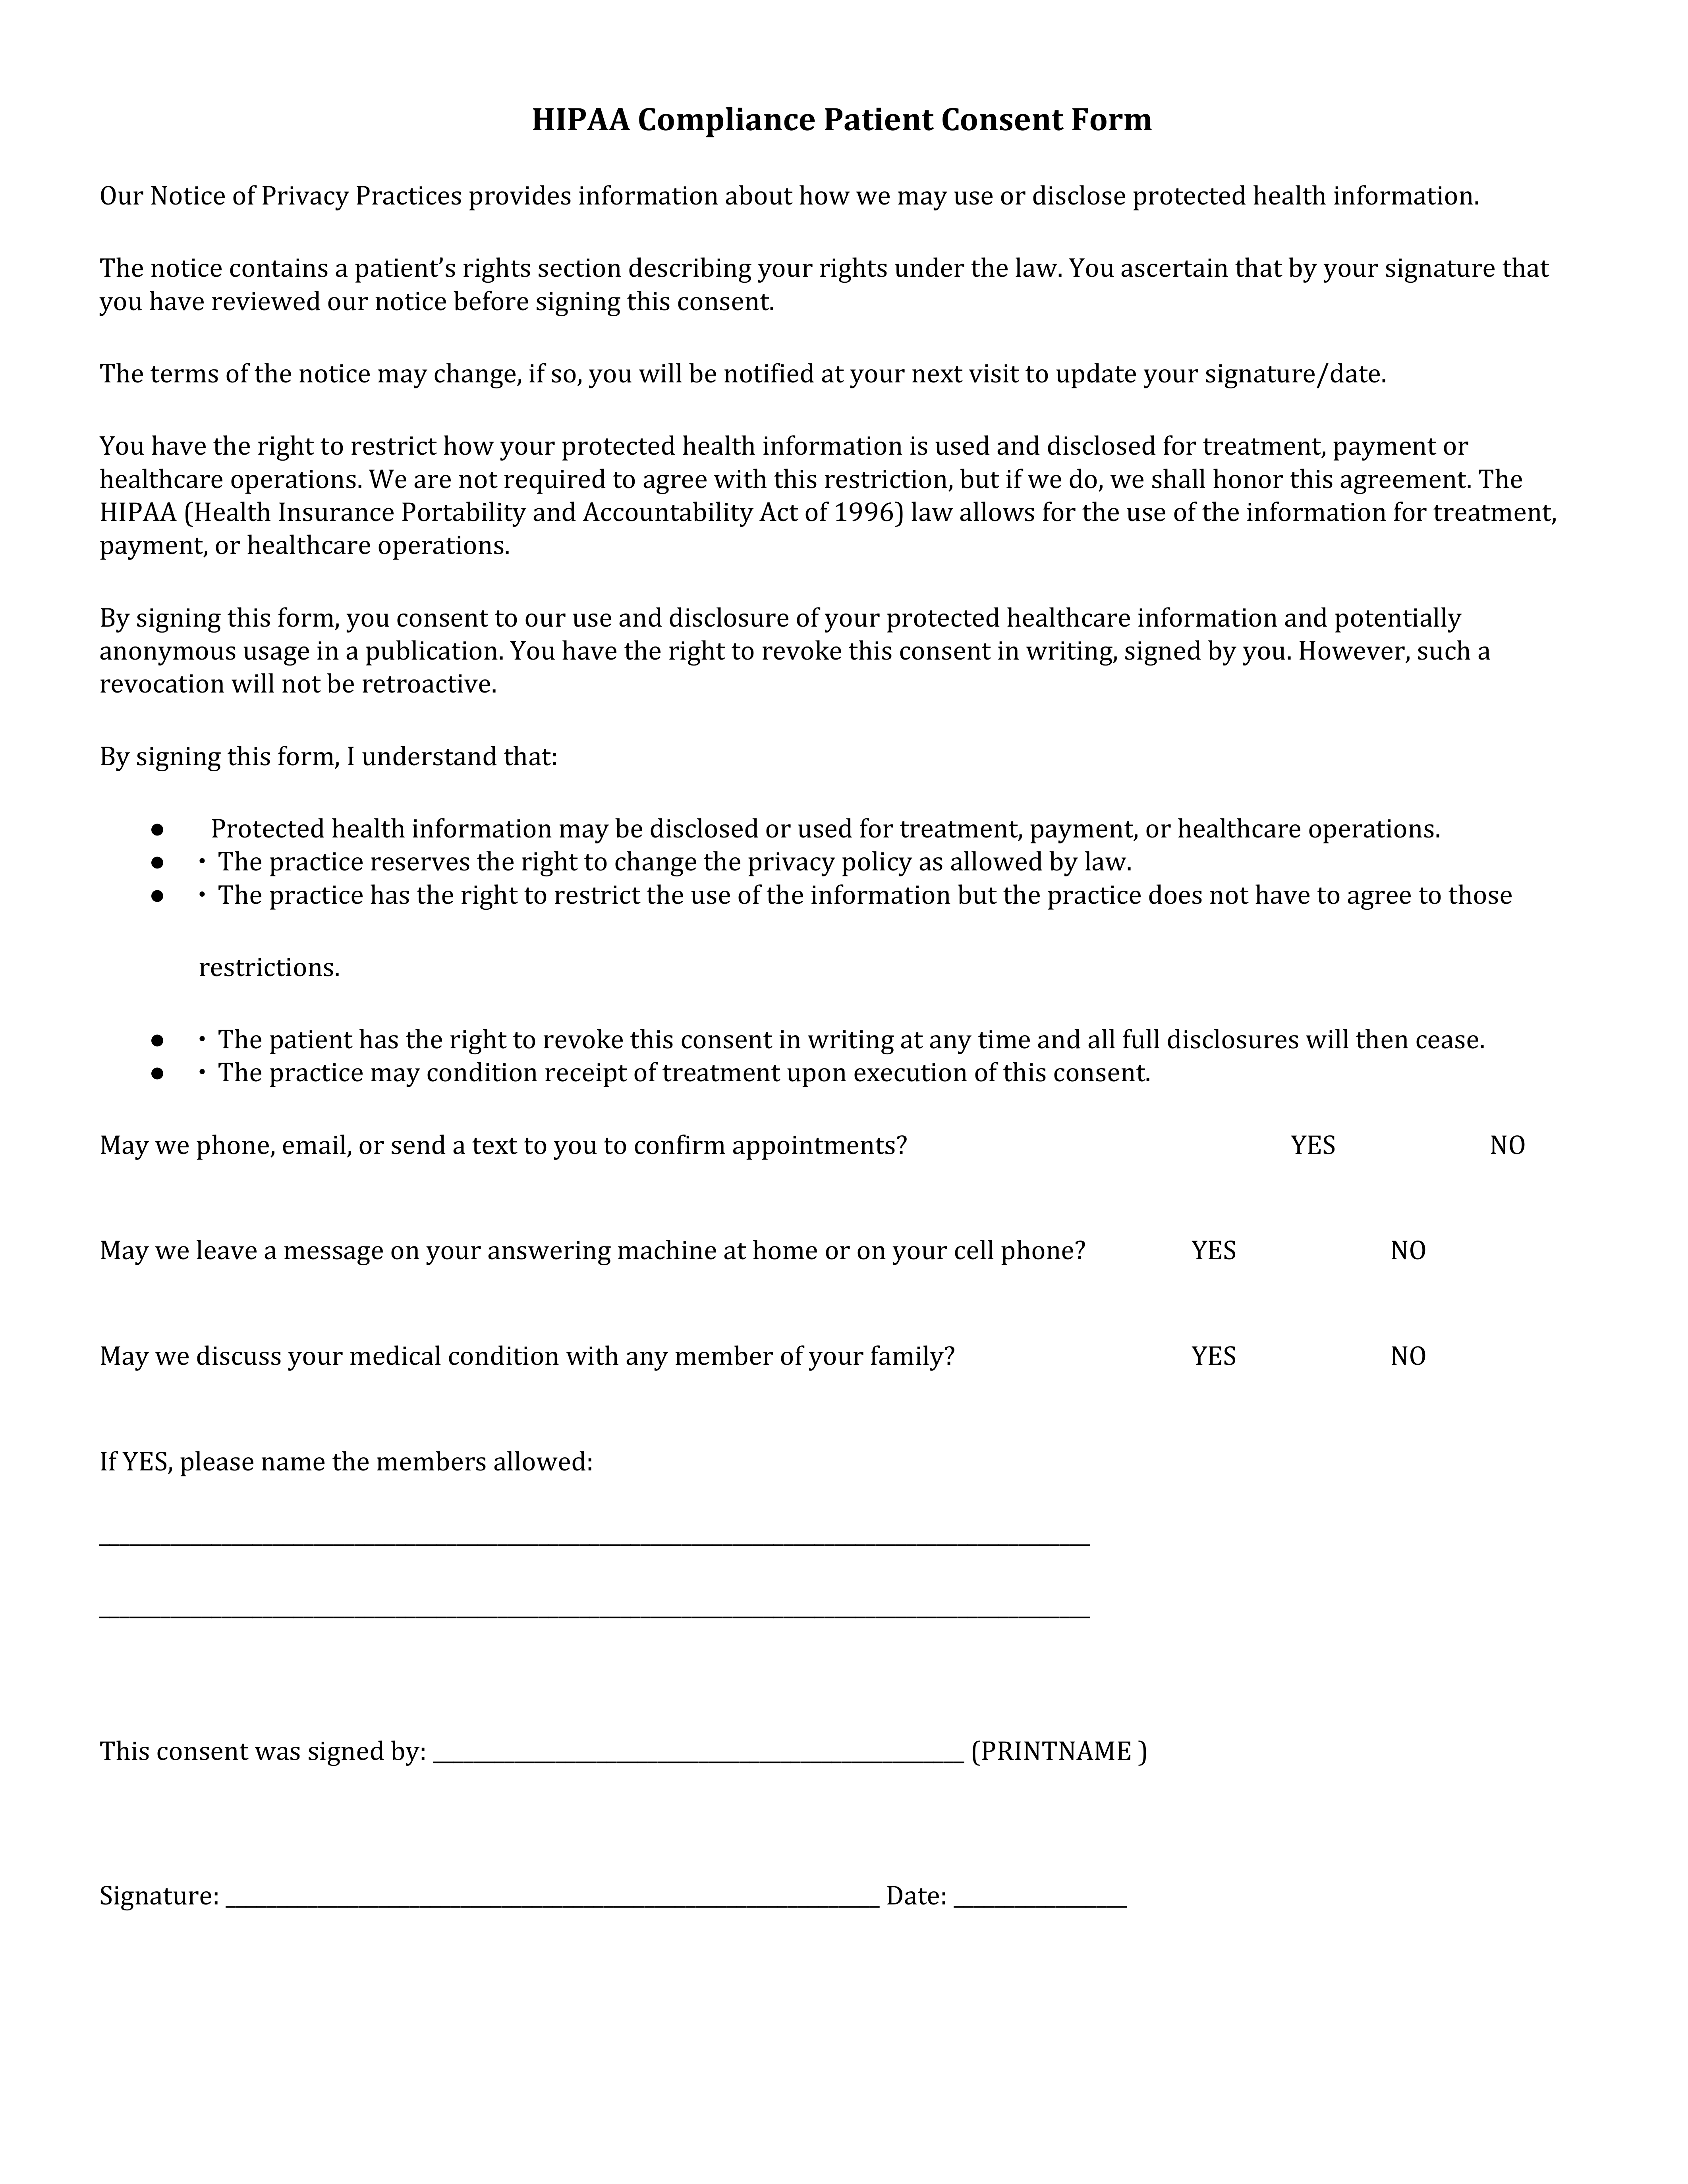 HIPAA Compliance Patient Consent Form
Our Notice of Privacy Practices provides information about how we may use or disclose protected health information.
The notice contains a patient’s rights section describing your rights under the law. You ascertain that by your signature that
you have reviewed our notice before signing this consent.
The terms of the notice may change, if so, you will be notified at your next visit to update your signature/date.
You have the right to restrict how your protected health information is used and disclosed for treatment, payment or
healthcare operations. We are not required to agree with this restriction, but if we do, we shall honor this agreement. The
HIPAA (Health Insurance Portability and Accountability Act of 1996) law allows for the use of the information for treatment,
payment, or healthcare operations.
By signing this form, you consent to our use and disclosure of your protected healthcare information and potentially
anonymous usage in a publication. You have the right to revoke this consent in writing, signed by you. However, such a
revocation will not be retroactive.
By signing this form, I understand that:
● Protected health information may be disclosed or used for treatment, payment, or healthcare operations.
● · The practice reserves the right to change the privacy policy as allowed by law.
● · The practice has the right to restrict the use of the information but the practice does not have to agree to those
restrictions.
● · The patient has the right to revoke this consent in writing at any time and all full disclosures will then cease.
● · The practice may condition receipt of treatment upon execution of this consent.
May we phone, email, or send a text to you to confirm appointments? YES NO
May we leave a message on your answering machine at home or on your cell phone? YES NO
May we discuss your medical condition with any member of your family? YES NO
If YES, please name the members allowed:
______________________________
______________________________
This consent was signed by: ______________________________ (PRINTNAME )
Signature: ______________________________ Date: _______________